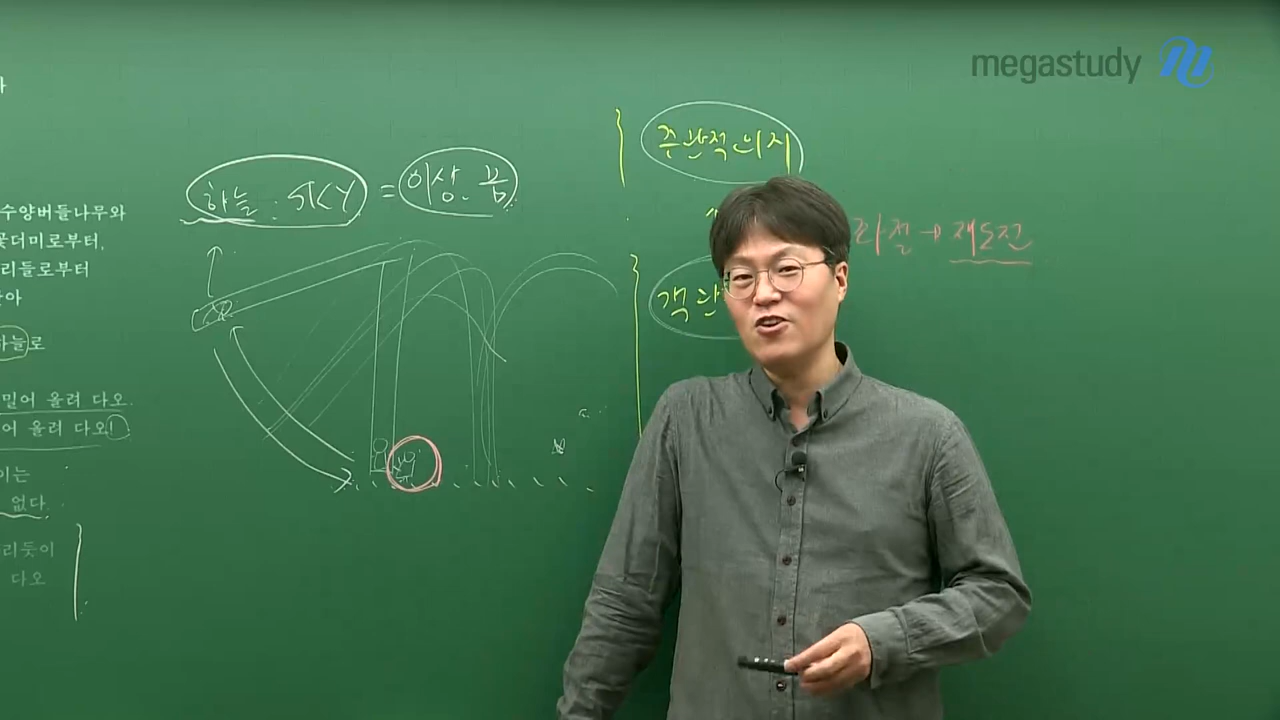 megastudy
수양버들나무와
꽃더미로부터,
리들로부터
하늘로
밀어 올려 다오.
어 올려 다오!
이는
없다.
리듯이
다오
하늘 : SKY = 이상. 꿈
주관적 의지
좌절 → 재도전
객관